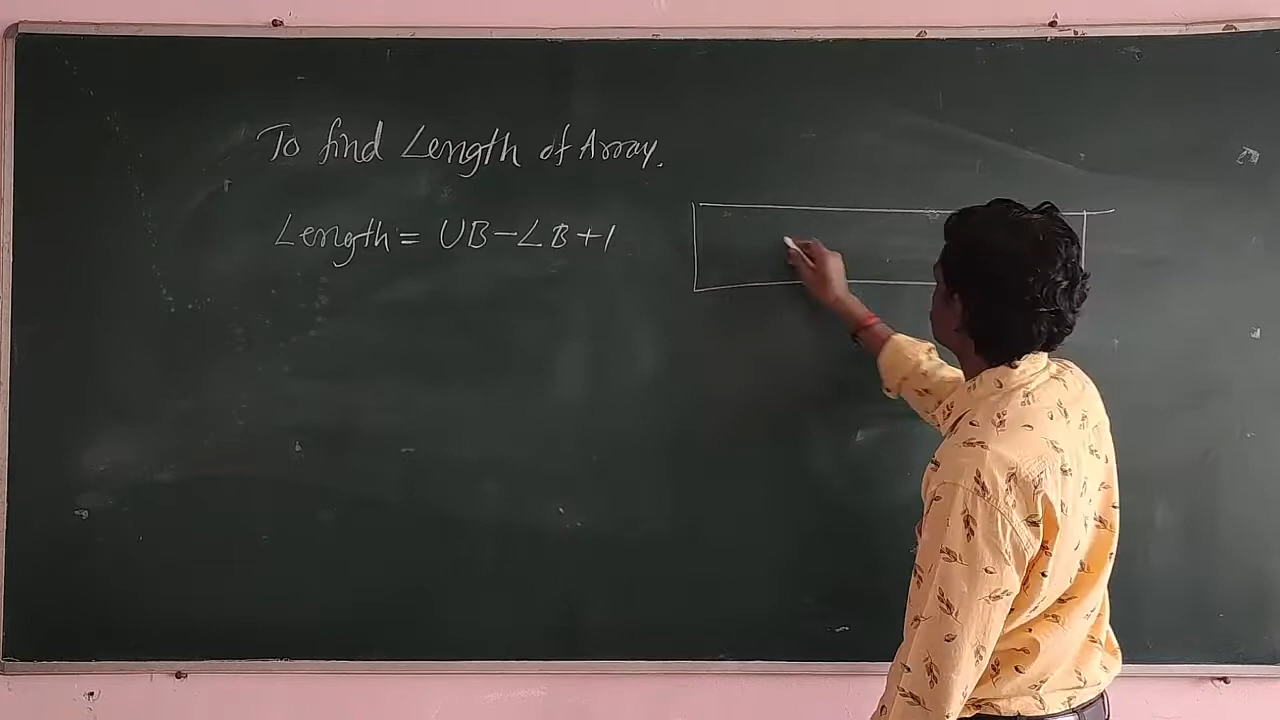 To find Length of Array.
Length = UB-LB+1